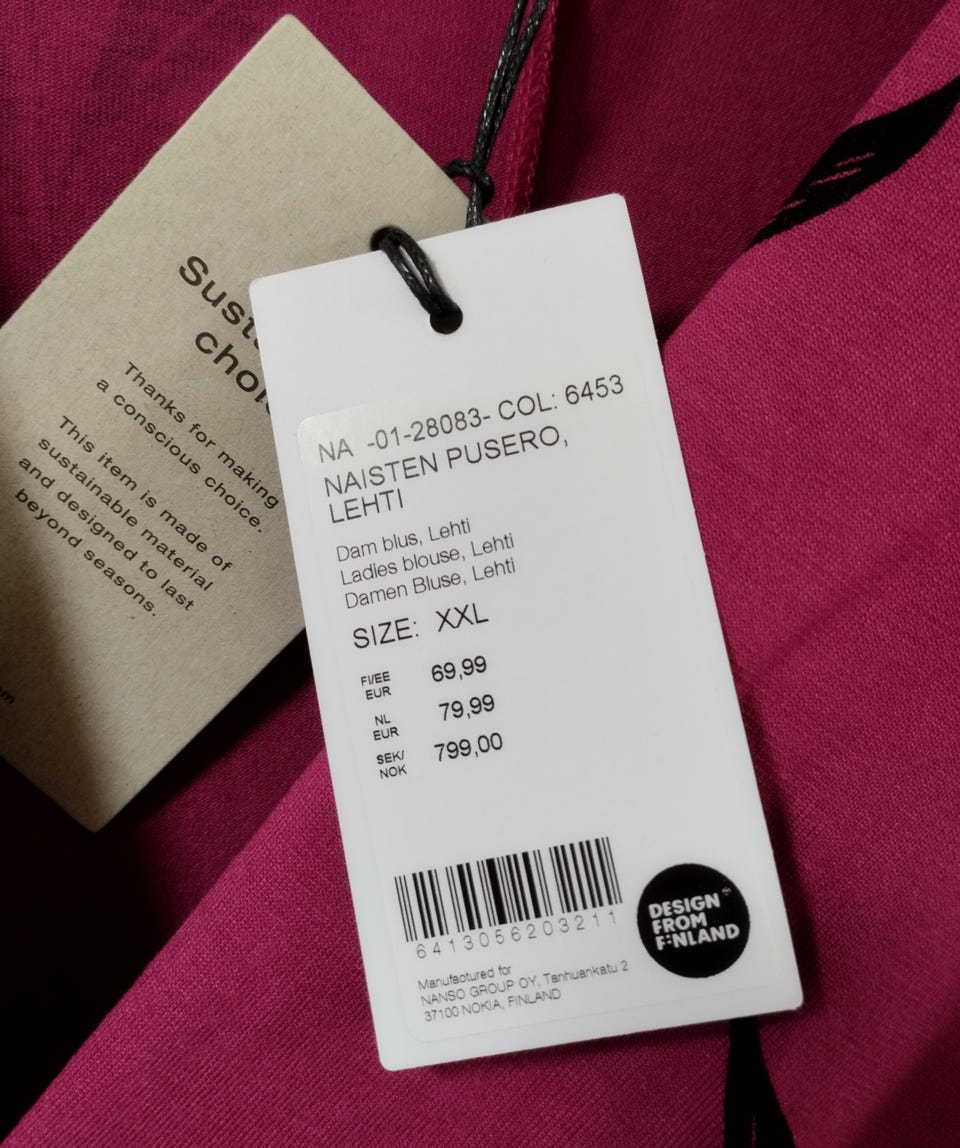 Susta
choi
Thanks for making
a conscious choice.
This item is made of
sustainable material
and designed to last
beyond seasons.
NA -01-28083- COL: 6453
NAISTEN PUSERO,
LEHTI
Dam blus, Lehti
Ladies blouse, Lehti
Damen Bluse, Lehti
SIZE: XXL
FI/EE EUR 69,99
NL EUR 79,99
SEK/NOK 799,00
6413056203211
Manufactured for
NANSO GROUP OY, Tanhuankatu 2
37100 NOKIA, FINLAND
DESIGN
FROM
FINLAND